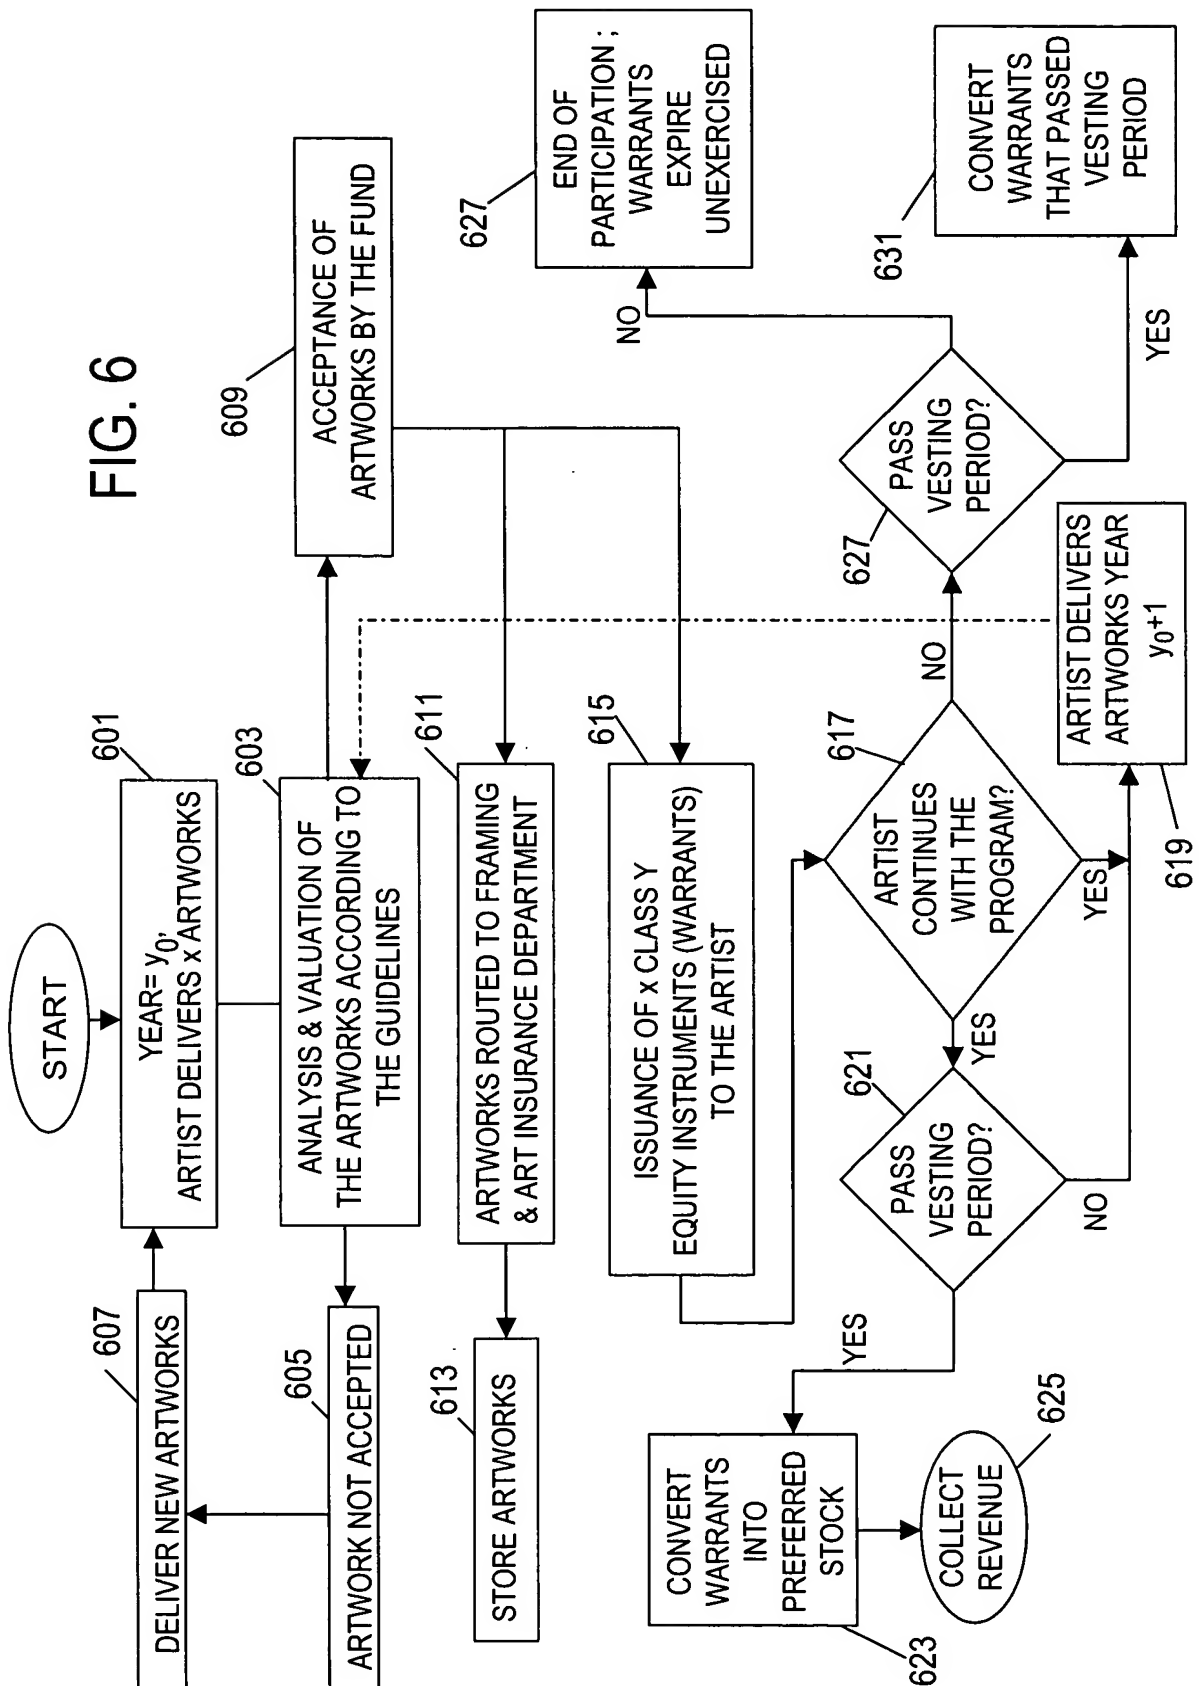 FIG. 6
START
601
YEAR= y0,
ARTIST DELIVERS x ARTWORKS
607
DELIVER NEW ARTWORKS
603
ANALYSIS & VALUATION OF
THE ARTWORKS ACCORDING TO
THE GUIDELINES
605
ARTWORK NOT ACCEPTED
609
ACCEPTANCE OF
ARTWORKS BY THE FUND
611
ARTWORKS ROUTED TO FRAMING
& ART INSURANCE DEPARTMENT
613
STORE ARTWORKS
615
ISSUANCE OF x CLASS Y
EQUITY INSTRUMENTS (WARRANTS)
TO THE ARTIST
617
ARTIST
CONTINUES
WITH THE
PROGRAM?
YES
YES
NO
619
ARTIST DELIVERS
ARTWORKS YEAR
y0+1
621
PASS
VESTING
PERIOD?
NO
YES
623
CONVERT
WARRANTS
INTO
PREFERRED
STOCK
625
COLLECT
REVENUE
627
PASS
VESTING
PERIOD?
NO
YES
627
END OF
PARTICIPATION ;
WARRANTS
EXPIRE
UNEXERCISED
631
CONVERT
WARRANTS
THAT PASSED
VESTING
PERIOD